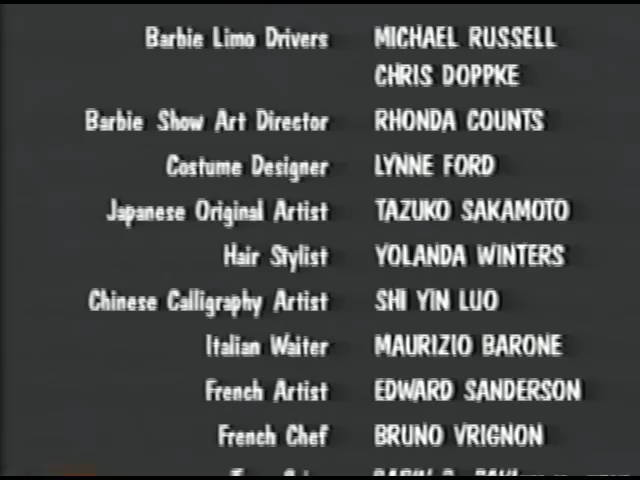 Barbie Limo Drivers MICHAEL RUSSELL
CHRIS DOPPKE
Barbie Show Art Director RHONDA COUNTS
Costume Designer LYNNE FORD
Japanese Original Artist TAZUKO SAKAMOTO
Hair Stylist YOLANDA WINTERS
Chinese Calligraphy Artist SHI YIN LUO
Italian Waiter MAURIZIO BARONE
French Artist EDWARD SANDERSON
French Chef BRUNO VRIGNON